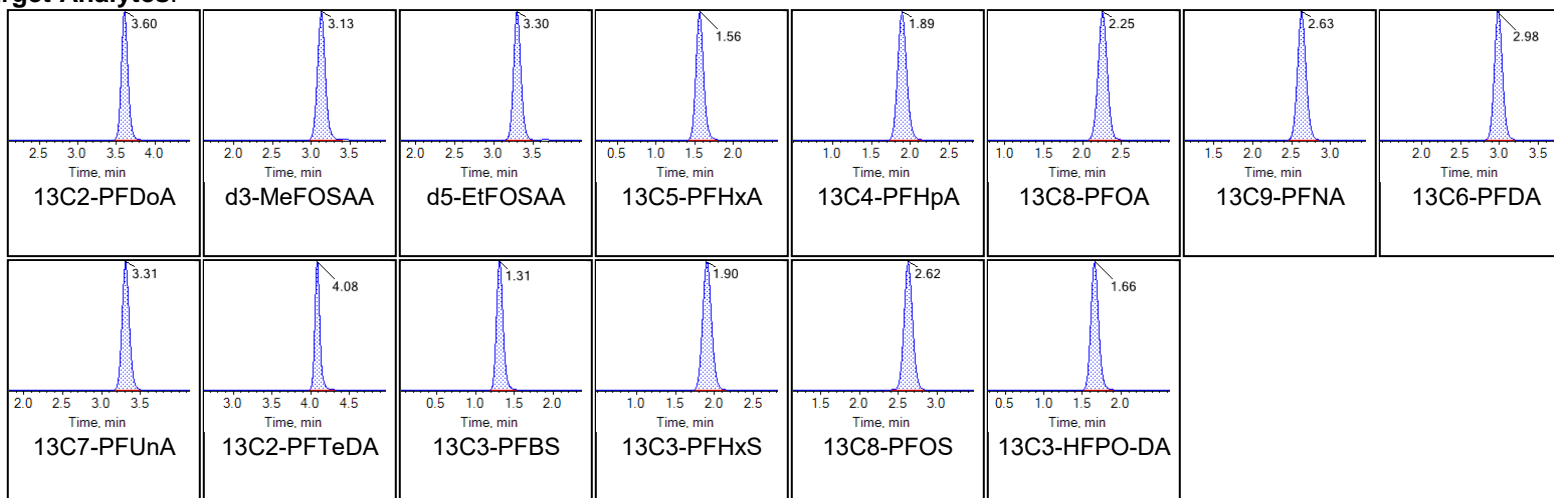 rget Analytes:
3.60 3.13 3.30 1.56 1.89 2.25 2.63 2.98
2.5 3.0 3.5 4.0 2.0 2.5 3.0 3.5 2.0 2.5 3.0 3.5 0.5 1.0 1.5 2.0 1.0 1.5 2.0 2.5 1.0 1.5 2.0 2.5 1.5 2.0 2.5 3.0 2.0 2.5 3.0 3.5
Time, min Time, min Time, min Time, min Time, min Time, min Time, min Time, min
13C2-PFDoA d3-MeFOSAA d5-EtFOSAA 13C5-PFHxA 13C4-PFHpA 13C8-PFOA 13C9-PFNA 13C6-PFDA
3.31 4.08 1.31 1.90 2.62 1.66
2.0 2.5 3.0 3.5 3.0 3.5 4.0 4.5 0.5 1.0 1.5 2.0 1.0 1.5 2.0 2.5 1.5 2.0 2.5 3.0 0.5 1.0 1.5 2.0
Time, min Time, min Time, min Time, min Time, min Time, min
13C7-PFUnA 13C2-PFTeDA 13C3-PFBS 13C3-PFHxS 13C8-PFOS 13C3-HFPO-DA